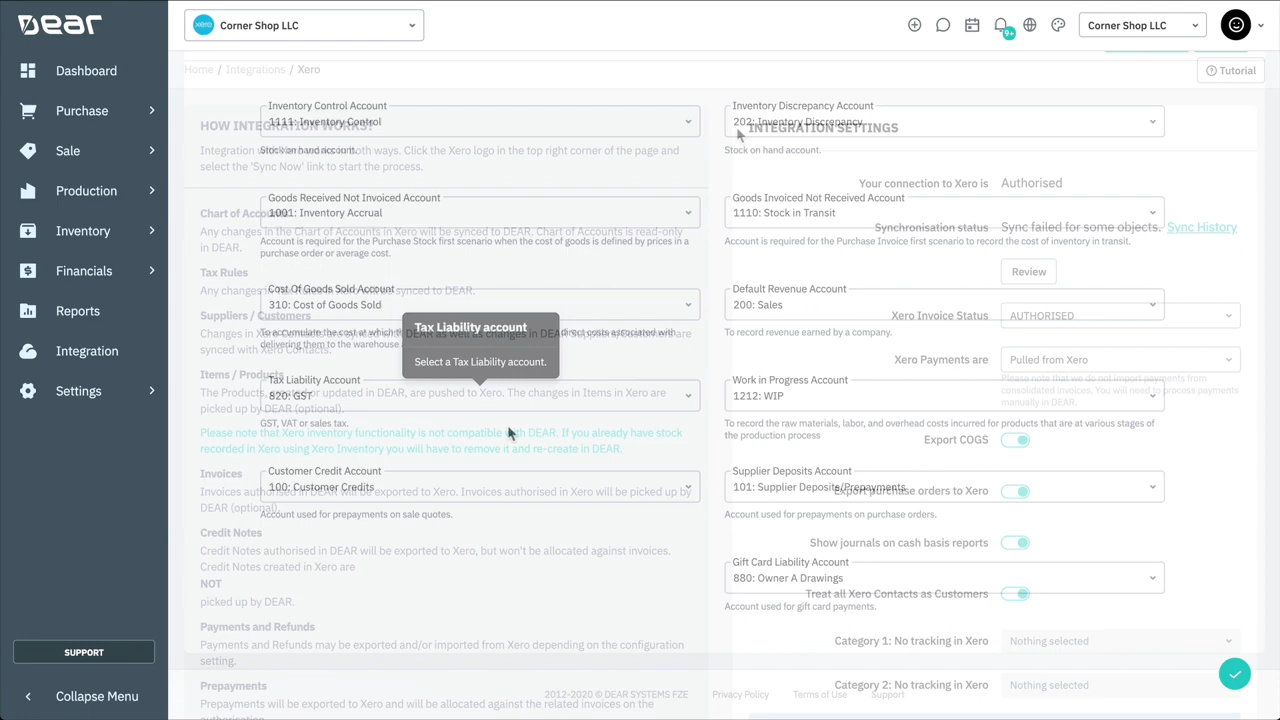 DEAR
xero
Corner Shop LLC
9+
Corner Shop LLC
Dashboard
Purchase
Sale
Production
Inventory
Financials
Reports
Integration
Settings
SUPPORT
Collapse Menu
Home / Integrations / Xero
Tutorial
Inventory Control Account
1111: Inventory Control
Stock on hand account.
Inventory Discrepancy Account
202: Inventory Discrepancy
Stock on hand account.
Goods Received Not Invoiced Account
1001: Inventory Accrual
Account is required for the Purchase Stock first scenario when the cost of goods is defined by prices in a
purchase order or average cost.
Goods Invoiced Not Received Account
1110: Stock in Transit
Account is required for the Purchase Invoice first scenario to record the cost of inventory in transit.
Cost Of Goods Sold Account
310: Cost of Goods Sold
To accumulate the cost at which th
direct costs associated with
delivering them to the warehouse
Default Revenue Account
200: Sales
To record revenue earned by a company.
Tax Liability account
Select a Tax Liability account.
Tax Liability Account
820: GST
GST, VAT or sales tax.
Work in Progress Account
1212: WIP
To record the raw materials, labor, and overhead costs incurred for products that are at various stages of
the production process
Customer Credit Account
100: Customer Credits
Account used for prepayments on sale quotes.
Supplier Deposits Account
101: Supplier Deposits/Prepayments
Account used for prepayments on purchase orders.
Gift Card Liability Account
880: Owner A Drawings
Account used for gift card payments.
HOW INTEGRATION WORKS?
Integration with Xero works in both ways. Click the Xero logo in the top right corner of the page and
select the 'Sync Now' link to start the process.
Chart of Accounts
Any changes in the Chart of Accounts in Xero will be synced to DEAR. Chart of Accounts is read-only
in DEAR.
Tax Rules
Any changes in Tax Rules in Xero will be synced to DEAR.
Suppliers / Customers
Changes in Xero Contacts are synced with DEAR as well as changes in DEAR Suppliers/Customers are
synced with Xero Contacts.
Items / Products
The Products, created or updated in DEAR, are pushed to Xero. The changes in Items in Xero are
picked up by DEAR (optional).
Please note that Xero inventory functionality is not compatible with DEAR. If you already have stock
recorded in Xero using Xero Inventory you will have to remove it and re-create in DEAR.
Invoices
Invoices authorised in DEAR will be exported to Xero. Invoices authorised in Xero will be picked up by
DEAR (optional)
Credit Notes
Credit Notes authorised in DEAR will be exported to Xero, but won't be allocated against invoices.
Credit Notes created in Xero are
NOT
picked up by DEAR.
Payments and Refunds
Payments and Refunds may be exported and/or imported from Xero depending on the configuration
setting.
Prepayments
Prepayments will be exported to Xero and will be allocated against the related invoices on the
INTEGRATION SETTINGS
Your connection to Xero is Authorised
Synchronisation status Sync failed for some objects. Sync History
Review
Xero Invoice Status AUTHORISED
Xero Payments are Pulled from Xero
Please note that we do not import payments from
consolidated invoices. You will need to process payments
manually in DEAR.
Export COGS
Export purchase orders to Xero
Show journals on cash basis reports
Treat all Xero Contacts as Customers
Category 1: No tracking in Xero Nothing selected
Category 2: No tracking in Xero Nothing selected
2012-2020 © DEAR SYSTEMS FZE Privacy Policy Terms of Use Support